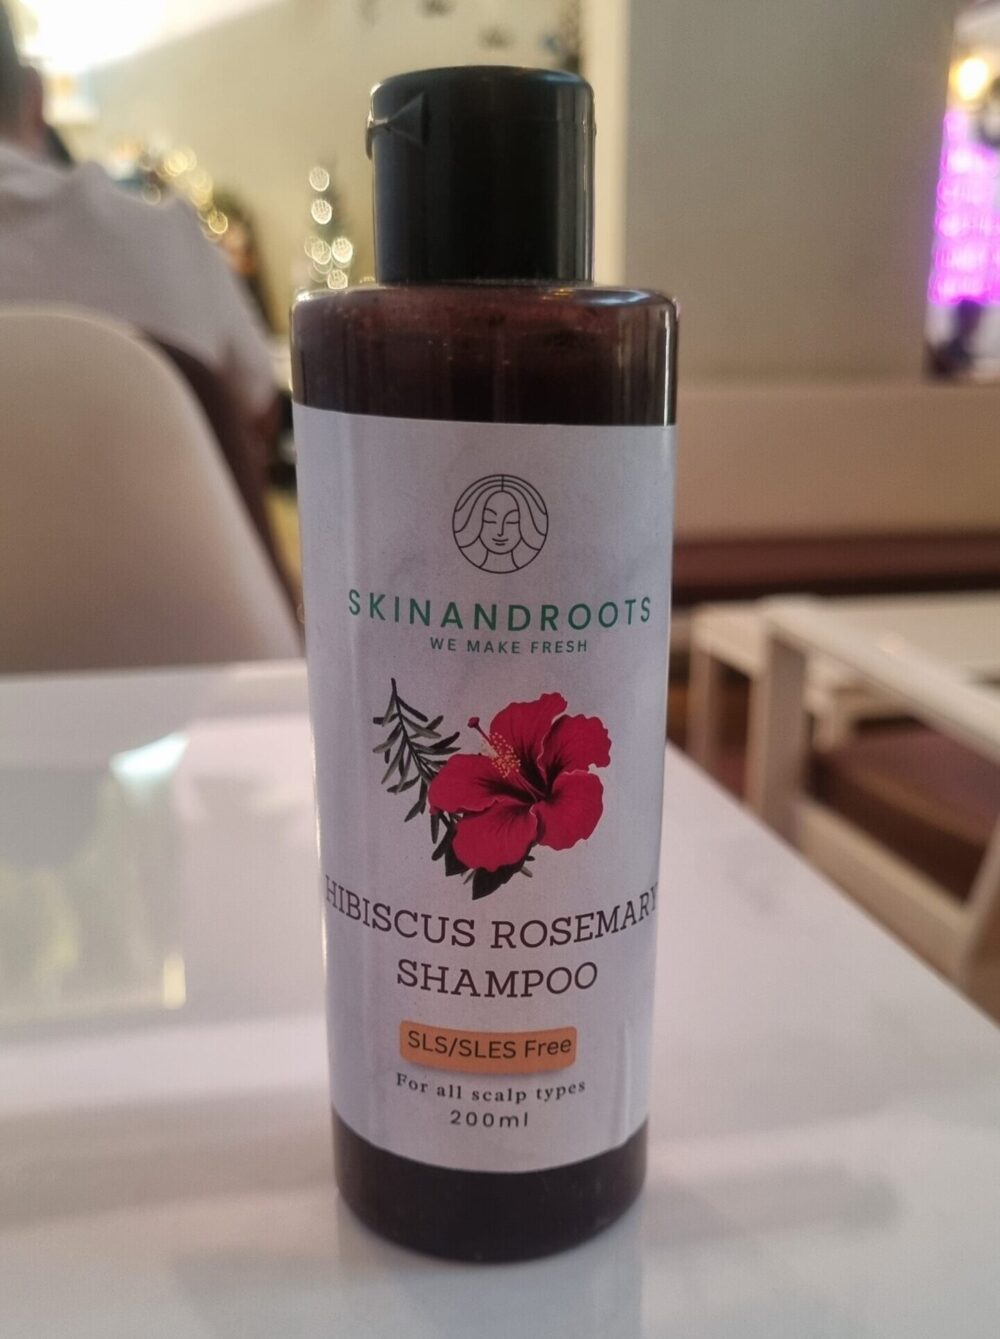 SKINANDROOTS
WE MAKE FRESH
HIBISCUS ROSEMARY
SHAMPOO
SLS/SLES Free
For all scalp types
200ml